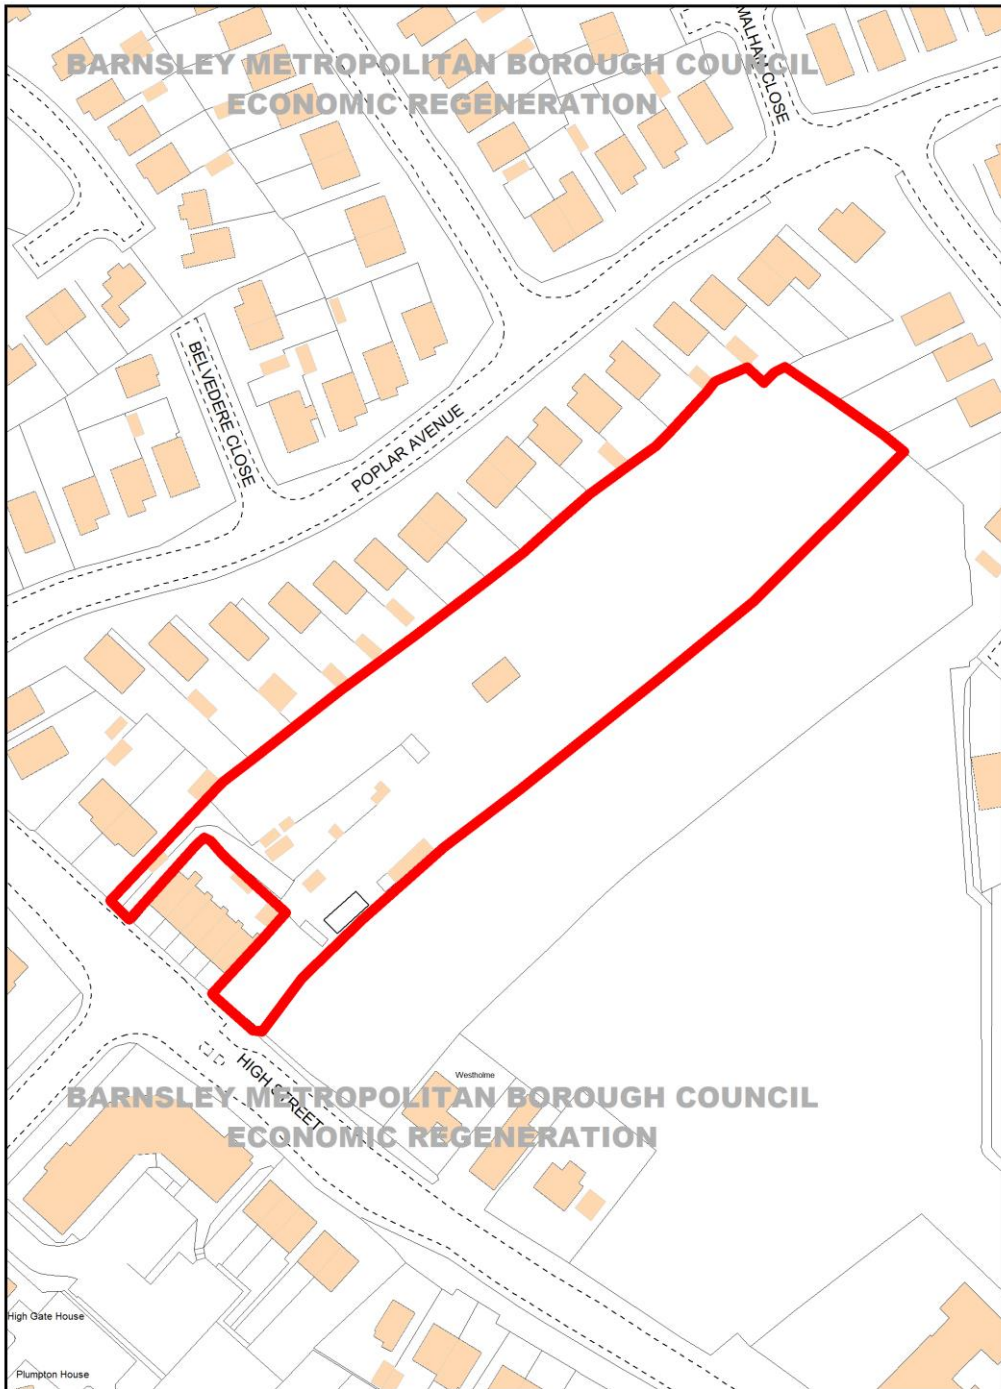 BARNSLEY METROPOLITAN BOROUGH COUNCIL
ECONOMIC REGENERATION
MALHAM CLOSE
BELVEDERE CLOSE
POPLAR AVENUE
HIGH STREET
Westholme
BARNSLEY METROPOLITAN BOROUGH COUNCIL
ECONOMIC REGENERATION
High Gate House
Plumpton House